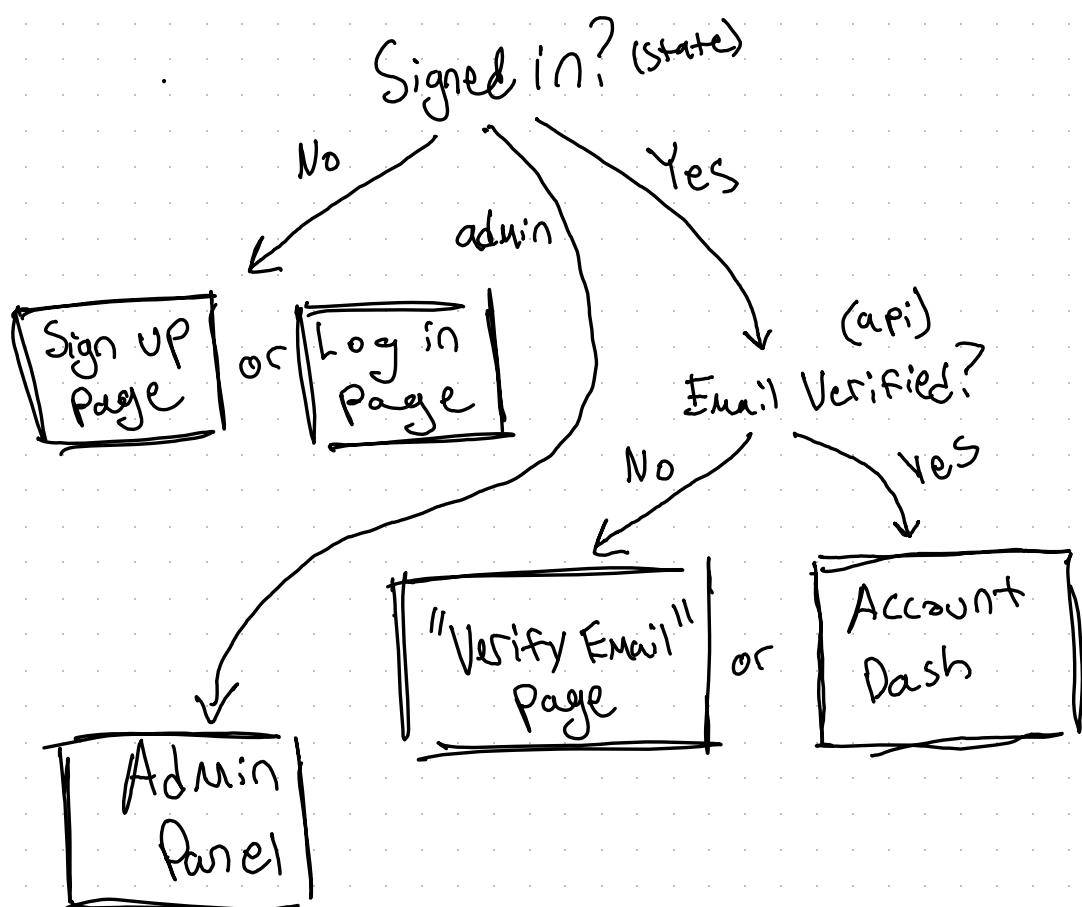 Signed in? (state)
No
Yes
admin
Sign up
page
or
Log in
page
(api)
Email Verified?
No
yes
"Verify Email"
page
or
Account
Dash
Admin
Panel